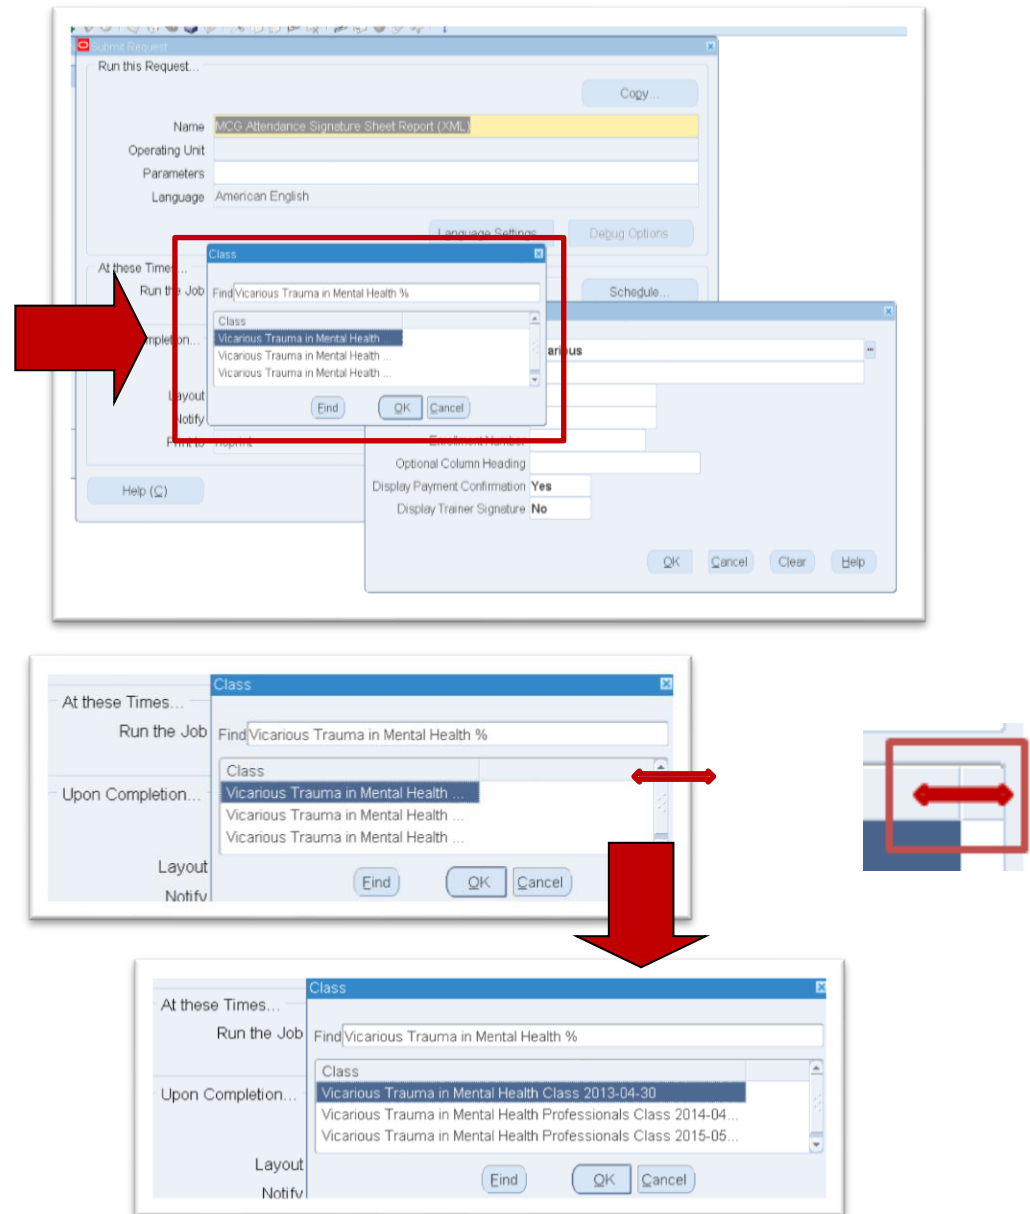 Submit Request
Run this Request...
Copy...
Name MCG Attendance Signature Sheet Report (XML)
Operating Unit
Parameters
Language American English
Language Settings
Debug Options
At these Times...
Run the Job
Schedule...
Class
Find Vicarious Trauma in Mental Health %
Class
Vicarious Trauma in Mental Health ...
Vicarious Trauma in Mental Health ...
Vicarious Trauma in Mental Health ...
Find OK Cancel
Layout
Notify
Print to noprint
Help (C)
Enrollment Number
Optional Column Heading
Display Payment Confirmation Yes
Display Trainer Signature No
OK Cancel Clear Help
Class
At these Times...
Run the Job Find Vicarious Trauma in Mental Health %
Class
Upon Completion... Vicarious Trauma in Mental Health ...
Vicarious Trauma in Mental Health ...
Vicarious Trauma in Mental Health ...
Layout
Find OK Cancel
Notify
Class
At these Times...
Run the Job Find Vicarious Trauma in Mental Health %
Class
Upon Completion... Vicarious Trauma in Mental Health Class 2013-04-30
Vicarious Trauma in Mental Health Professionals Class 2014-04...
Vicarious Trauma in Mental Health Professionals Class 2015-05...
Layout
Find OK Cancel
Notify